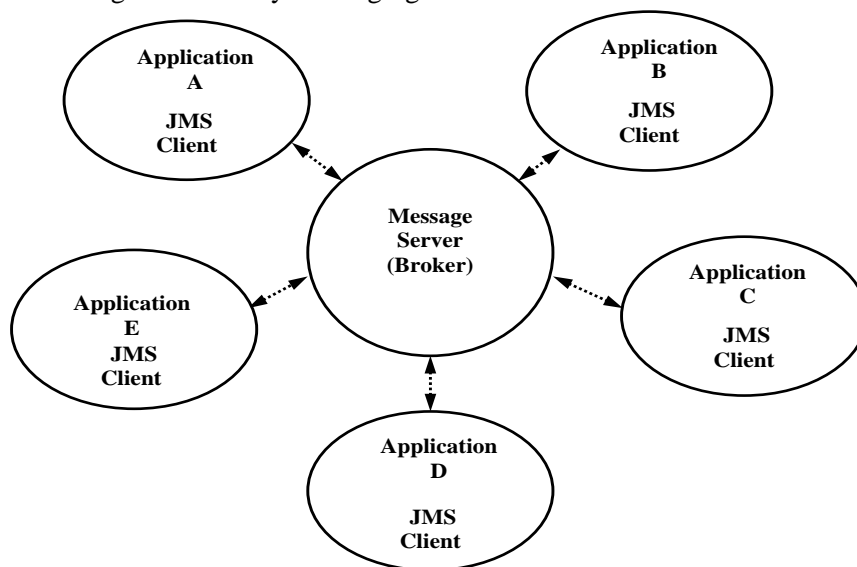 Application
A
JMS
Client
Application
B
JMS
Client
Message
Server
(Broker)
Application
C
JMS
Client
Application
E
JMS
Client
Application
D
JMS
Client